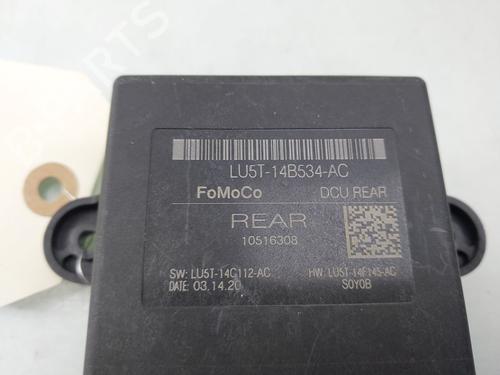 LU5T-14B534-AC
FoMoCo DCU REAR
REAR
10516308
SW: LU5T-14C112-AC HW: LU5T-14F145-AC
DATE: 03.14.20 S0Y0B